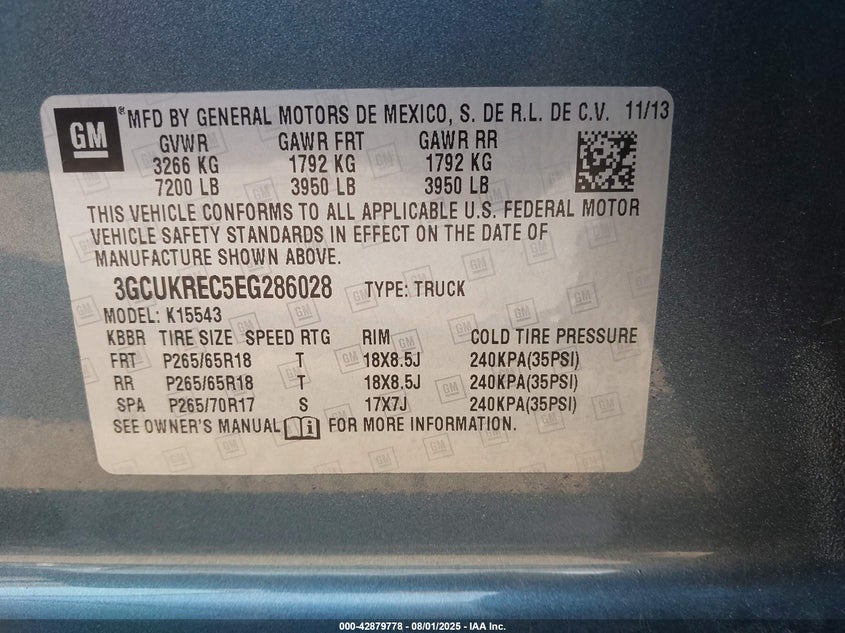 GM ® MFD BY GENERAL MOTORS DE MEXICO, S. DE R.L. DE C.V. 11/13
GVWR GAWR FRT GAWR RR
3266 KG 1792 KG 1792 KG
7200 LB 3950 LB 3950 LB
THIS VEHICLE CONFORMS TO ALL APPLICABLE U.S. FEDERAL MOTOR
VEHICLE SAFETY STANDARDS IN EFFECT ON THE DATE OF
MANUFACTURE SHOWN ABOVE.
3GCUKREC5EG286028 TYPE: TRUCK
MODEL: K15543
KBBR TIRE SIZE SPEED RTG RIM COLD TIRE PRESSURE
FRT P265/65R18 T 18X8.5J 240KPA(35PSI)
RR P265/65R18 T 18X8.5J 240KPA(35PSI)
SPA P265/70R17 S 17X7J 240KPA(35PSI)
SEE OWNER'S MANUAL i FOR MORE INFORMATION.
000-42879778 - 08/01/2025 - IAA Inc.